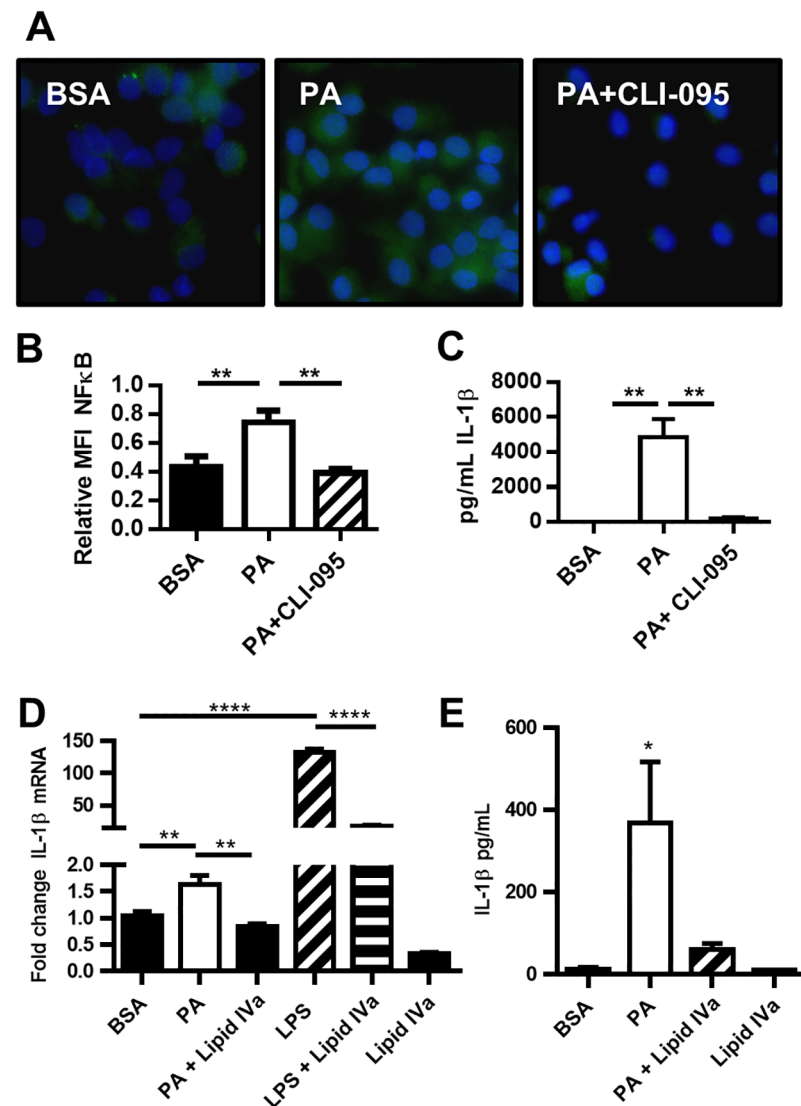 A
BSA
PA
PA+CLI-095
B
Relative MFI NFκB
1.0
0.8
0.6
0.4
0.2
0.0
** **
BSA
PA
PA+CLI-095
C
pg/mL IL-1β
8000
6000
4000
2000
0
** **
BSA
PA
PA+ CLI-095
D
Fold change IL-1β mRNA
150
100
50
2.0
1.5
1.0
0.5
0.0
**** ****
** **
BSA
PA
PA + Lipid IVa
LPS
LPS + Lipid IVa
Lipid IVa
E
IL-1β pg/mL
600
400
200
0
*
BSA
PA
PA + Lipid IVa
Lipid IVa